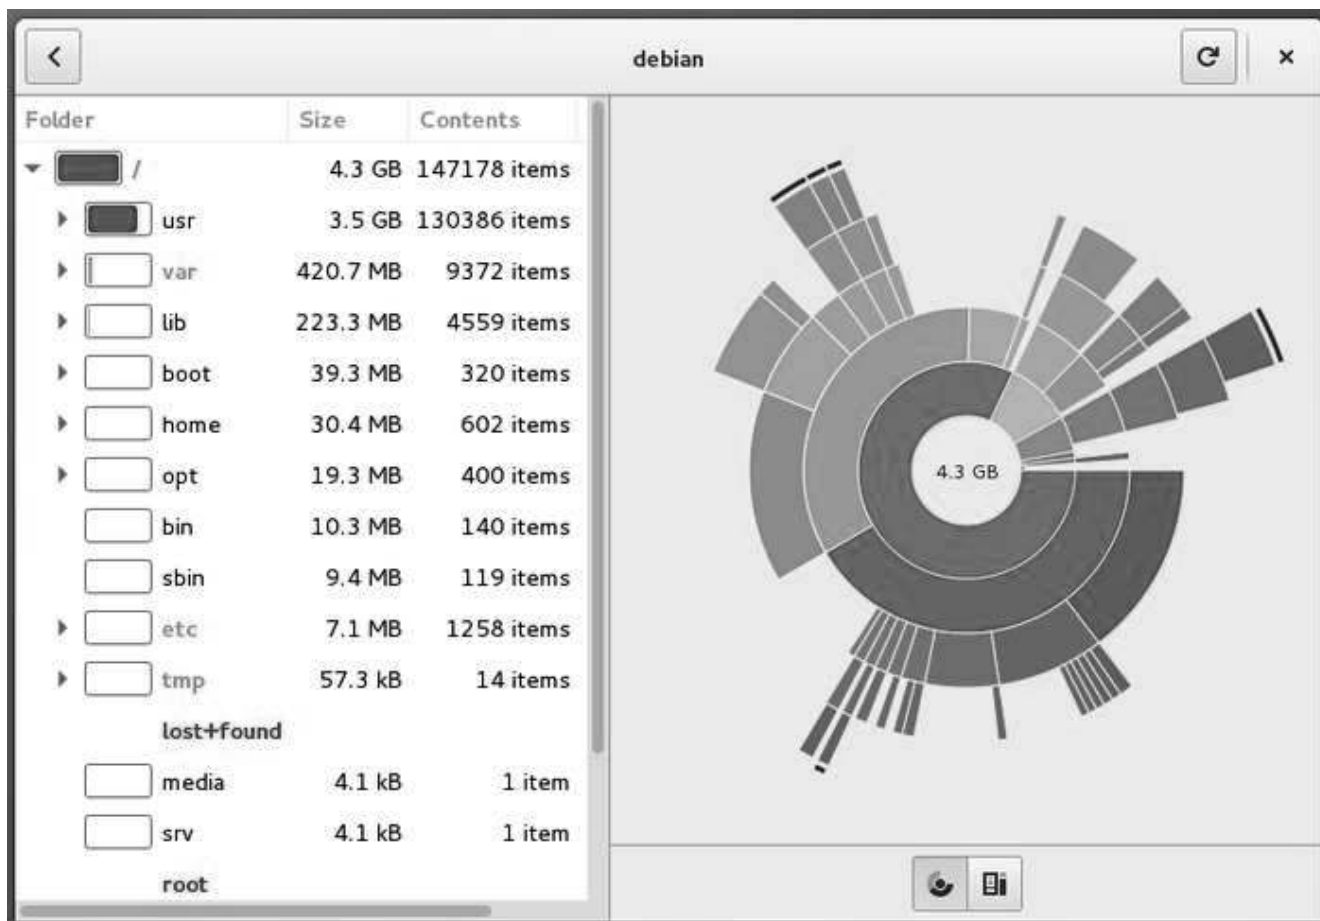 debian
Folder Size Contents
/ 4.3 GB 147178 items
usr 3.5 GB 130386 items
var 420.7 MB 9372 items
lib 223.3 MB 4559 items
boot 39.3 MB 320 items
home 30.4 MB 602 items
opt 19.3 MB 400 items
bin 10.3 MB 140 items
sbin 9.4 MB 119 items
etc 7.1 MB 1258 items
tmp 57.3 kB 14 items
lost+found
media 4.1 kB 1 item
srv 4.1 kB 1 item
root
4.3 GB